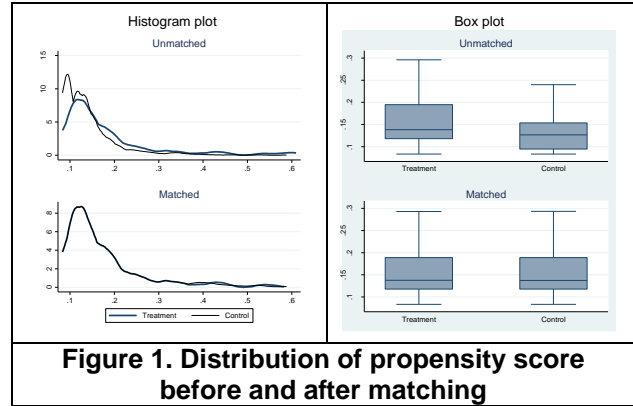 Histogram plot
Unmatched
15
10
5
0
.1 .2 .3 .4 .5 .6
Matched
8
6
4
2
0
.1 .2 .3 .4 .5 .6
Treatment Control
Box plot
Unmatched
.3
.25
.2
.15
.1
Treatment Control
Matched
.3
.25
.2
.15
.1
Treatment Control
Figure 1. Distribution of propensity score
before and after matching